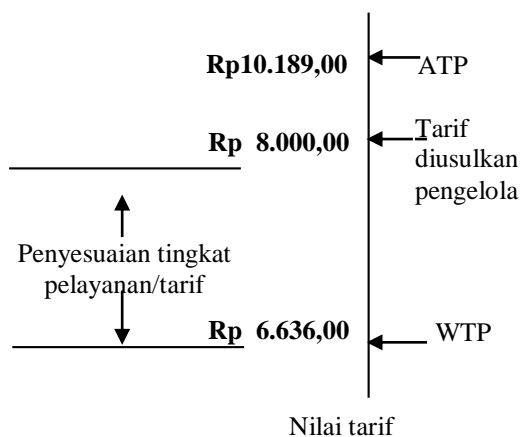 Rp10.189,00
ATP
Rp 8.000,00
Tarif
diusulkan
pengelola
Penyesuaian tingkat
pelayanan/tarif
Rp 6.636,00
WTP
Nilai tarif